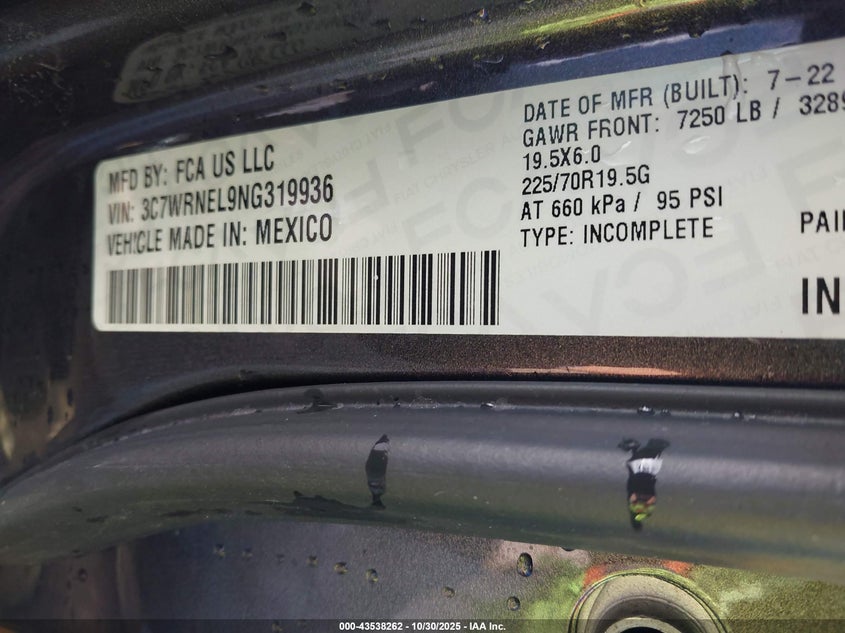 MFD BY: FCA US LLC
VIN: 3C7WRNEL9NG319936
VEHICLE MADE IN: MEXICO
DATE OF MFR (BUILT): 7-22
GAWR FRONT: 7250 LB / 3289
19.5X6.0
225/70R19.5G
AT 660 kPa / 95 PSI
TYPE: INCOMPLETE
000-43538262 - 10/30/2025 - IAA Inc.